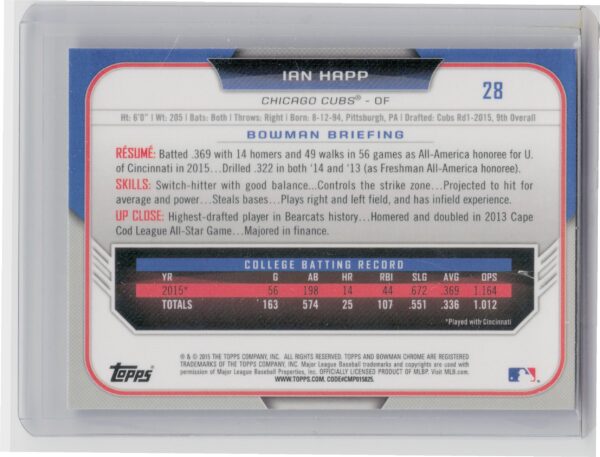 IAN HAPP
28
CHICAGO CUBS® - OF
Ht: 6'0" | Wt: 205 | Bats: Both | Throws: Right | Born: 8-12-94, Pittsburgh, PA | Drafted: Cubs Rd1-2015, 9th Overall
BOWMAN BRIEFING
RÉSUMÉ: Batted .369 with 14 homers and 49 walks in 56 games as All-America honoree for U.
of Cincinnati in 2015...Drilled .322 in both '14 and '13 (as Freshman All-America honoree).
SKILLS: Switch-hitter with good balance...Controls the strike zone...Projected to hit for
average and power...Steals bases...Plays right and left field, and has infield experience.
UP CLOSE: Highest-drafted player in Bearcats history...Homered and doubled in 2013 Cape
Cod League All-Star Game...Majored in finance.
COLLEGE BATTING RECORD
YR G AB HR RBI SLG AVG OPS
2015* 56 198 14 44 .672 .369 1.164
TOTALS 163 574 25 107 .551 .336 1.012
*Played with Cincinnati
® & © 2015 THE TOPPS COMPANY, INC. ALL RIGHTS RESERVED. TOPPS AND BOWMAN CHROME ARE REGISTERED
TRADEMARKS OF THE TOPPS COMPANY, INC. Major League Baseball trademarks and copyrights are used with
permission of Major League Baseball Properties, Inc. OFFICIALLY LICENSED PRODUCT OF MLBP. Visit MLB.com.
WWW.TOPPS.COM. CODE#CMP015825.
Topps